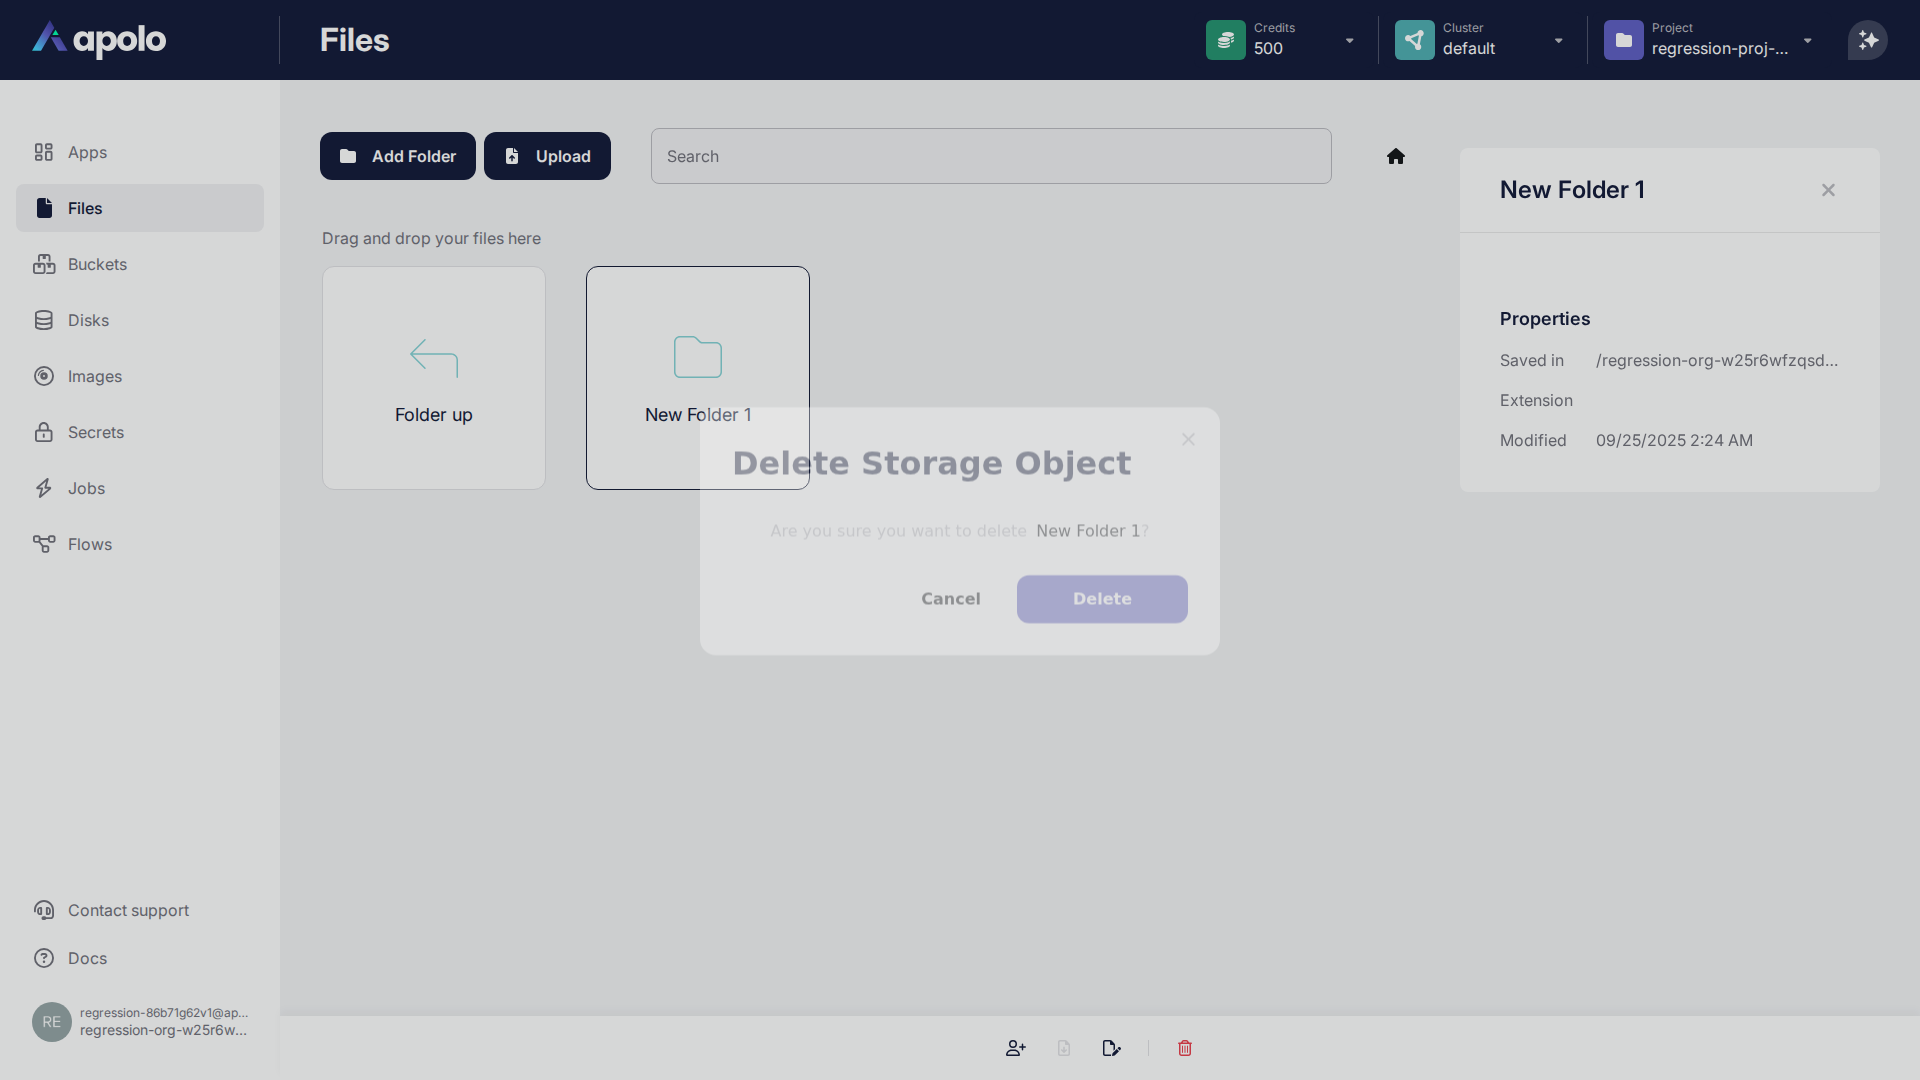 apolo
Files
Credits
500
Cluster
default
Project
regression-proj-...
Apps
Files
Buckets
Disks
Images
Secrets
Jobs
Flows
Contact support
Docs
RE
regression-86b71g62v1@ap...
regression-org-w25r6w...
Add Folder
Upload
Search
Drag and drop your files here
Folder up
New Folder 1
Delete Storage Object
Are you sure you want to delete New Folder 1?
Cancel
Delete
New Folder 1
Properties
Saved in /regression-org-w25r6wfzqsd...
Extension
Modified 09/25/2025 2:24 AM